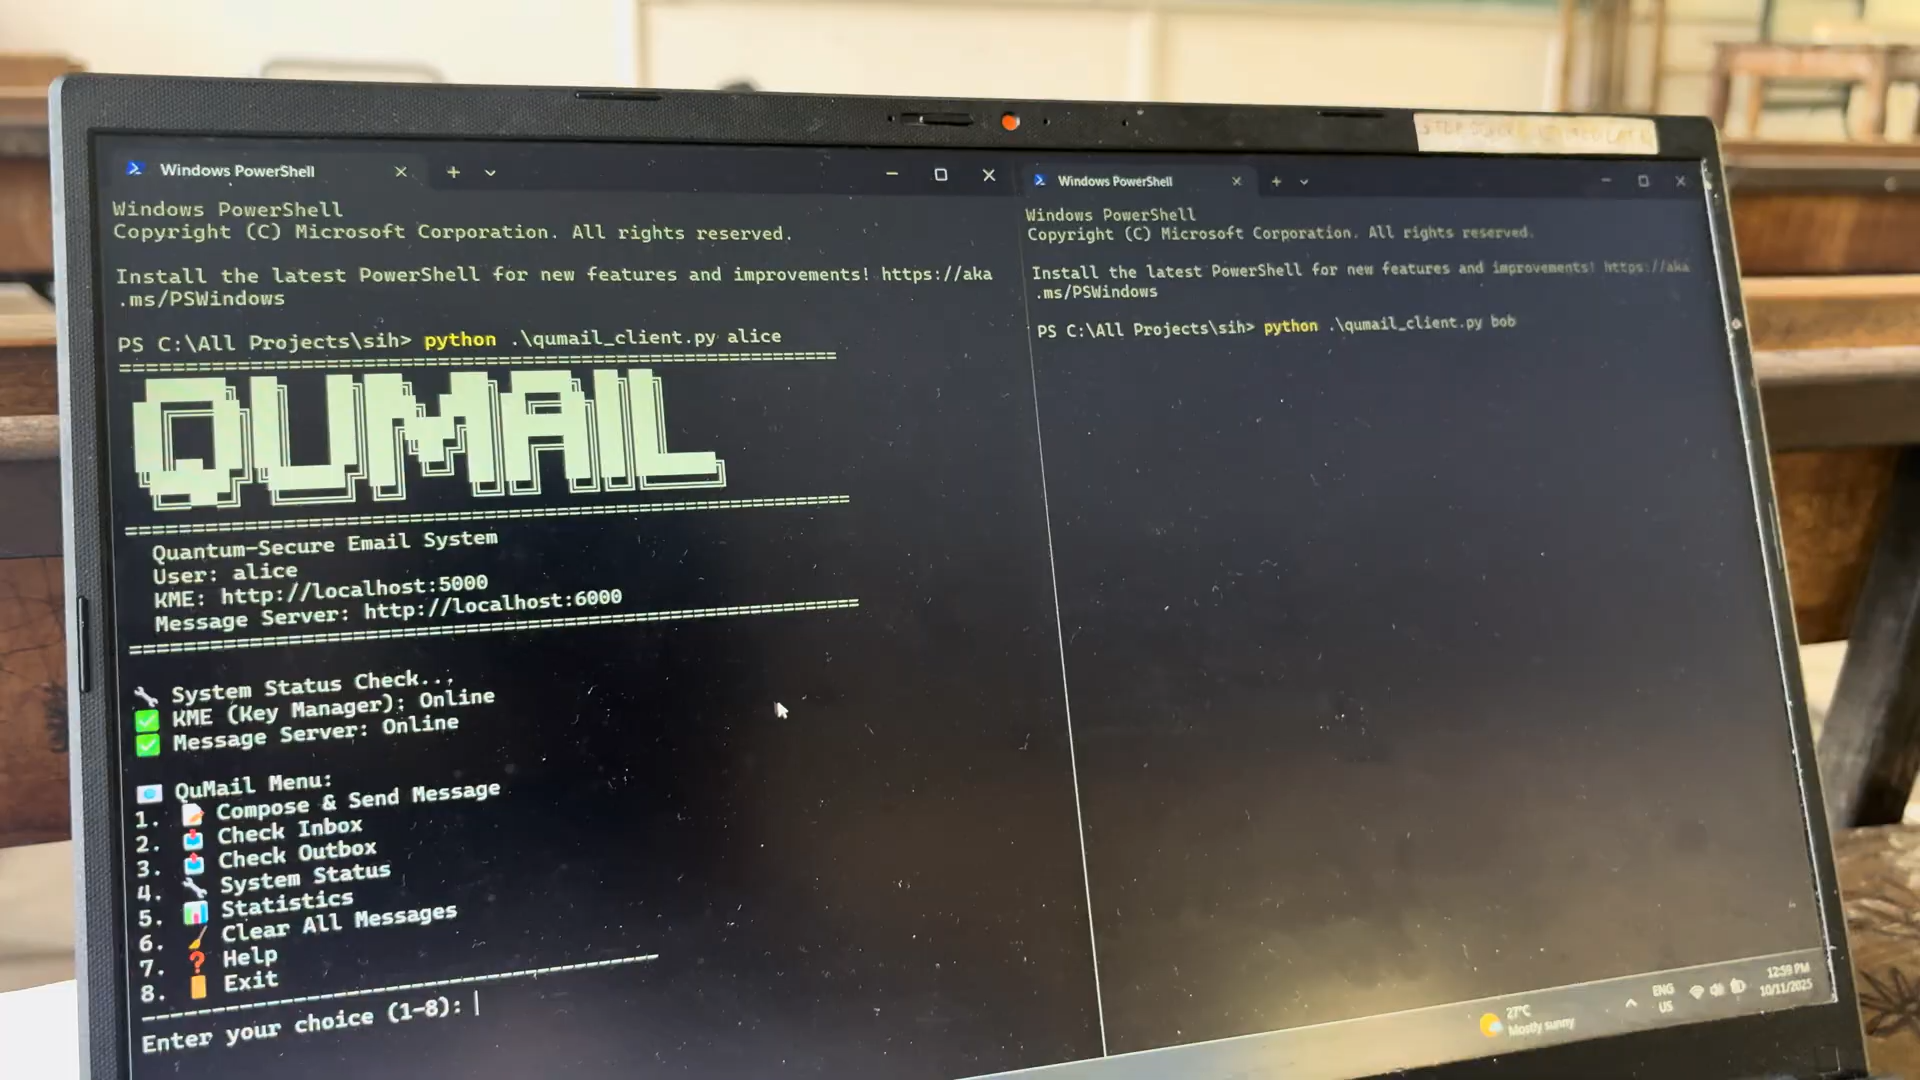 Windows PowerShell
Windows PowerShell
Copyright (C) Microsoft Corporation. All rights reserved.
Install the latest PowerShell for new features and improvements! https://aka
.ms/PSWindows
PS C:\All Projects\sih> python .\qumail_client.py alice
==================================================
QUMAIL
==================================================
Quantum-Secure Email System
User: alice
KME: http://localhost:5000
Message Server: http://localhost:6000
==================================================
System Status Check...
KME (Key Manager): Online
Message Server: Online
QuMail Menu:
1. Compose & Send Message
2. Check Inbox
3. Check Outbox
4. System Status
5. Statistics
6. Clear All Messages
7. Help
8. Exit
----------------------------------------
Enter your choice (1-8):
Windows PowerShell
Windows PowerShell
Copyright (C) Microsoft Corporation. All rights reserved.
Install the latest PowerShell for new features and improvements! https://aka
.ms/PSWindows
PS C:\All Projects\sih> python .\qumail_client.py bob
27°C
Mostly sunny
ENG
US
12:59 PM
10/11/2025